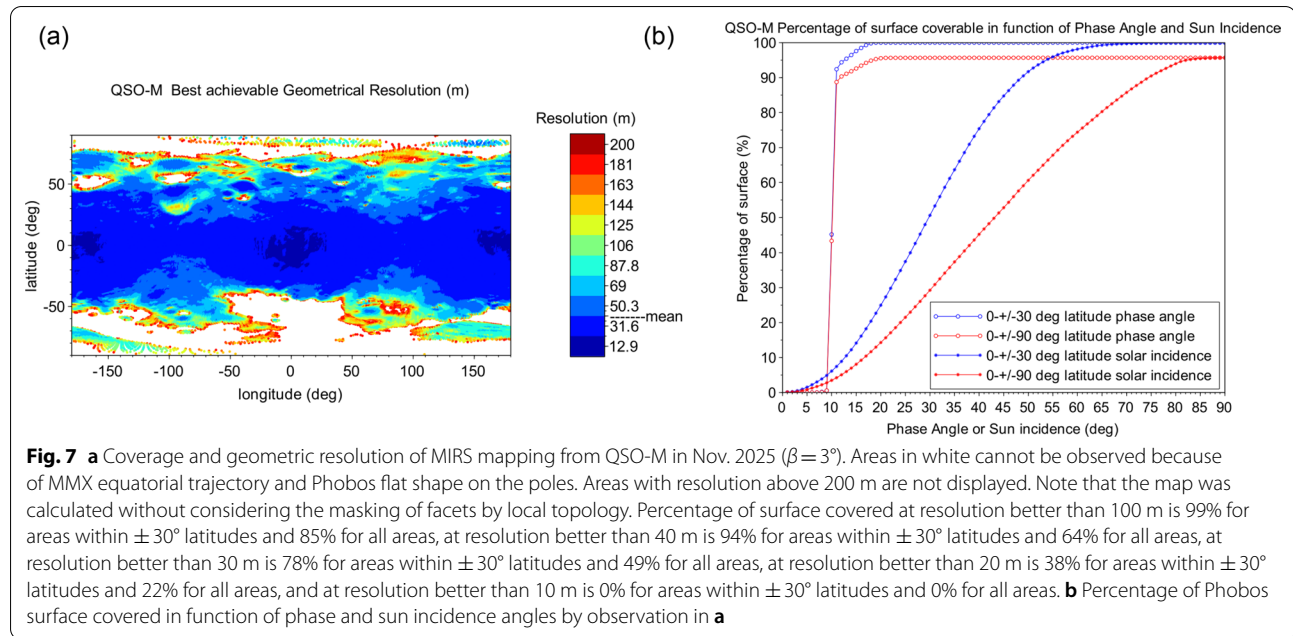 (a)
QSO-M Best achievable Geometrical Resolution (m)
Resolution (m)
200
181
163
144
125
106
87.8
69
50.3
mean
31.6
12.9
latitude (deg)
50
0
-50
-150
-100
-50
0
50
100
150
longitude (deg)
(b)
QSO-M Percentage of surface coverable in function of Phase Angle and Sun Incidence
Percentage of surface (%)
100
90
80
70
60
50
40
30
20
10
0
0
5
10
15
20
25
30
35
40
45
50
55
60
65
70
75
80
85
90
Phase Angle or Sun incidence (deg)
0-+/-30 deg latitude phase angle
0-+/-90 deg latitude phase angle
0-+/-30 deg latitude solar incidence
0-+/-90 deg latitude solar incidence
Fig. 7 a Coverage and geometric resolution of MIRS mapping from QSO-M in Nov. 2025 (β = 3°). Areas in white cannot be observed because
of MMX equatorial trajectory and Phobos flat shape on the poles. Areas with resolution above 200 m are not displayed. Note that the map was
calculated without considering the masking of facets by local topology. Percentage of surface covered at resolution better than 100 m is 99% for
areas within ± 30° latitudes and 85% for all areas, at resolution better than 40 m is 94% for areas within ± 30° latitudes and 64% for all areas, at
resolution better than 30 m is 78% for areas within ± 30° latitudes and 49% for all areas, at resolution better than 20 m is 38% for areas within ± 30°
latitudes and 22% for all areas, and at resolution better than 10 m is 0% for areas within ± 30° latitudes and 0% for all areas. b Percentage of Phobos
surface covered in function of phase and sun incidence angles by observation in a